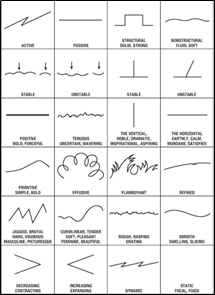 ACTIVE
PASSIVE
STRUCTURAL
SOLID, STRONG
NONSTRUCTURAL
FLUID, SOFT
STABLE
UNSTABLE
STABLE
UNSTABLE
POSITIVE
BOLD, FORCEFUL
TENUOUS
UNCERTAIN, WAVERING
THE VERTICAL,
NOBLE, DRAMATIC,
INSPIRATIONAL, ASPIRING
THE HORIZONTAL
EARTHLY, CALM,
MUNDANE, SATISFIED
PRIMITIVE
SIMPLE, BOLD
EFFUSIVE
FLAMBOYANT
REFINED
JAGGED, BRUTAL
HARD, VIGOROUS
MASCULINE, PICTURESQUE
CURVILINEAR, TENDER
SOFT, PLEASANT
FEMININE, BEAUTIFUL
ROUGH, RASPING
GRATING
SMOOTH
SWELLING, SLIDING
DECREASING
CONTRACTING
INCREASING
EXPANDING
DYNAMIC
STATIC
FOCAL, FIXED